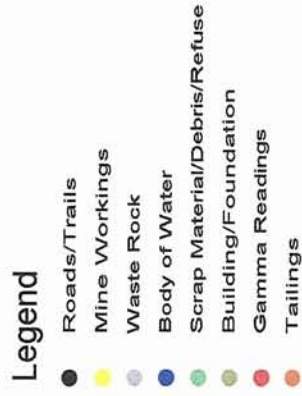 Legend
Roads/Trails
Mine Workings
Waste Rock
Body of Water
Scrap Material/Debris/Refuse
Building/Foundation
Gamma Readings
Tailings